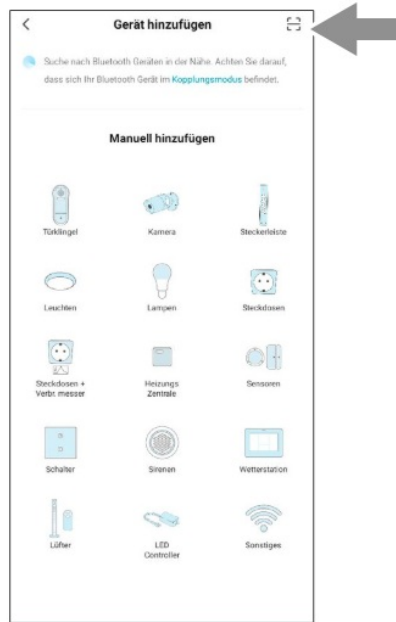 Gerät hinzufügen
Suche nach Bluetooth Geräten in der Nähe. Achten Sie darauf,
dass sich Ihr Bluetooth Gerät im Kopplungsmodus befindet.
Manuell hinzufügen
Türklingel
Kamera
Steckerleiste
Leuchten
Lampen
Steckdosen
Steckdosen +
Verbr. messer
Heizungs
Zentrale
Sensoren
Schalter
Sirenen
Wetterstation
Lüfter
LED
Controller
Sonstiges